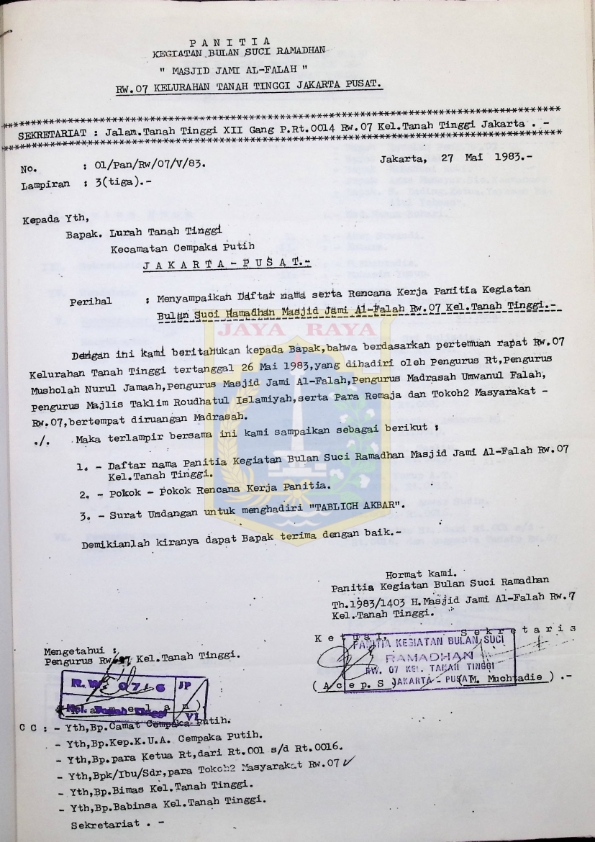 P A N I T I A
KEGIATAN BULAN SUCI RAMADHAN
" MASJID JAMI AL-FALAH "
RW.07 KELURAHAN TANAH TINGGI JAKARTA PUSAT.
SEKRETARIAT : Jalam.Tanah Tinggi XII Gang P.Rt.0014 Rw.07 Kel.Tanah Tinggi Jakarta . -
No. : 01/Pan/Rw/07/V/83. Jakarta, 27 Mai 1983.-
Lampiran : 3(tiga).-
Kepada Yth,
Bapak. Lurah Tanah Tinggi
Kecamatan Cempaka Putih
J A K A R T A - P U S A T.-
Perihal : Menyampaikan Daftar nama serta Rencana Kerja Panitia Kegiatan
Bulan Suci Ramadhan Masjid Jami Al-Falah Rw.07 Kel.Tanah Tinggi.-
JAYA RAYA
Dengan ini kami beritahukan kepada Bapak,bahwa berdasarkan pertemuan rapat Rw.07
Kelurahan Tanah Tinggi tertanggal 26 Mai 1983,yang dihadiri oleh Pengurus Rt,Pengurus
Musholah Nurul Jamaah,Pengurus Masjid Jami Al-Falah,Pengurus Madrasah Umwanul Falah,
Pengurus Majlis Taklim Roudhatul Islamiyah,serta Para Remaja dan Tokoh2 Masyarakat -
Rw.07,bertempat diruangan Madrasah.
./. Maka terlampir bersama ini kami sampaikan sebagai berikut ;
1. - Daftar nama Panitia Kegiatan Bulan Suci Ramadhan Masjid Jami Al-Falah Rw.07
Kel.Tanah Tinggi.
2. - Pokok - Pokok Rencana Kerja Panitia.
3. - Surat Umdangan untuk menghadiri "TABLIGH AKBAR".
Demikianlah kiranya dapat Bapak terima dengan baik.-
Hormat kami.
Panitia Kegiatan Bulan Suci Ramadhan
Th.1983/1403 H.Masjid Jami Al-Falah Rw.7
Kel.Tanah Tinggi.
K e t u a. S e k r e t a r i s
PANITA KEGIATAN BULAN SUCI
RAMADHAN
RW. 07 KEL. TANAH TINGGI
JAKARTA - PUSAT
( A c e p. S ) (M. Mochtadie ) .-
Mengetahui :
Pengurus Rw.07 Kel.Tanah Tinggi.
R.W. 07.6 JP
Kel. Tanah Tinggi VI
C C : - Yth,Bp.Camat Cempaka Putih.
- Yth,Bp.Kep.K.U.A. Cempaka Putih.
- Yth,Bp.para Ketua Rt,dari Rt.001 s/d Rt.0016.
- Yth,Bpk/Ibu/Sdr,para Tokoh2 Masyarakat Rw.07
- Yth,Bp.Bimas Kel.Tanah Tinggi.
- Yth,Bp.Babinsa Kel.Tanah Tinggi.
Sekretariat . -